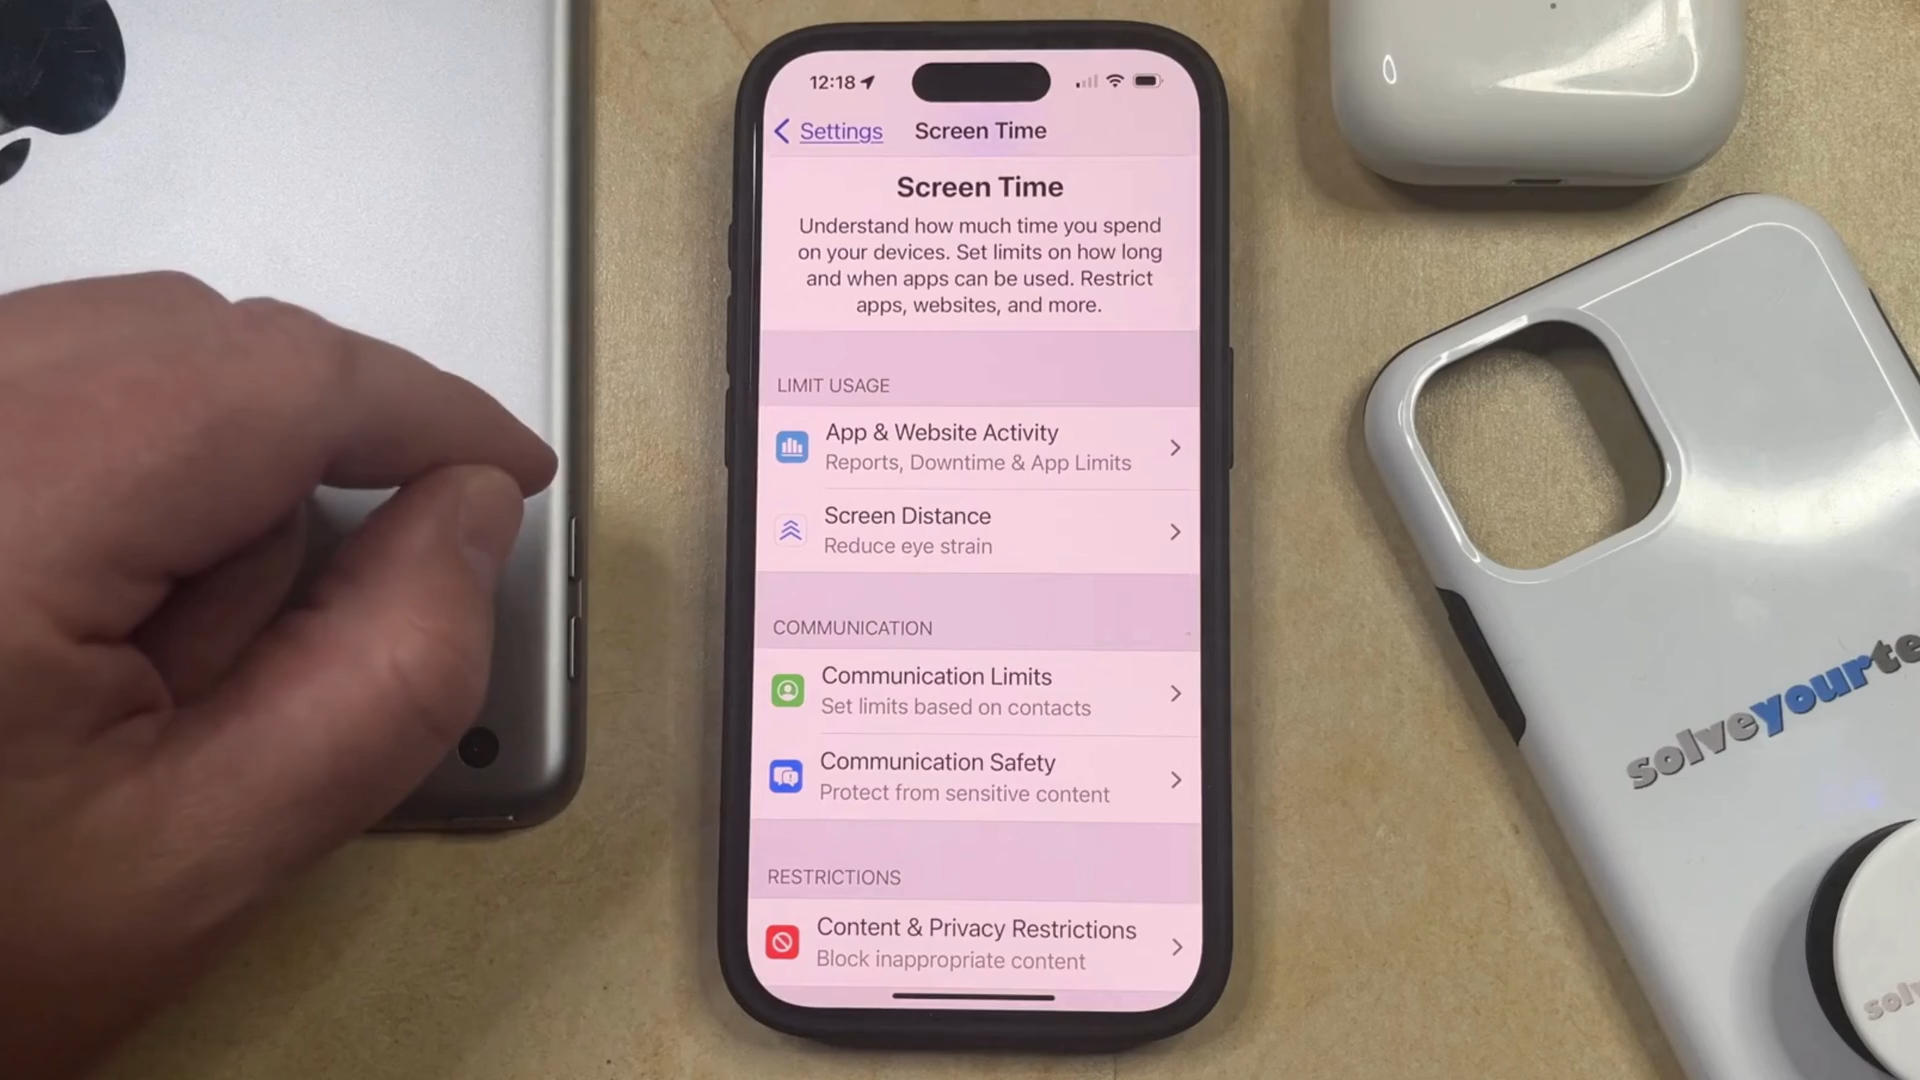 12:18
Settings
Screen Time
Screen Time
Understand how much time you spend
on your devices. Set limits on how long
and when apps can be used. Restrict
apps, websites, and more.
LIMIT USAGE
App & Website Activity
Reports, Downtime & App Limits
Screen Distance
Reduce eye strain
COMMUNICATION
Communication Limits
Set limits based on contacts
Communication Safety
Protect from sensitive content
RESTRICTIONS
Content & Privacy Restrictions
Block inappropriate content
solveyourte
solv